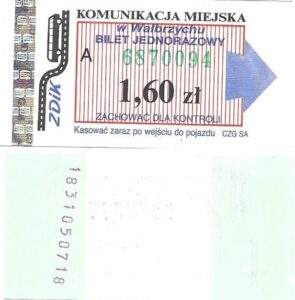 KOMUNIKACJA MIEJSKA
w Wałbrzychu
BILET JEDNORAZOWY
A 6870094
1,60 zł
ZACHOWAĆ DLA KONTROLI
Kasować zaraz po wejściu do pojazdu CZG SA
ZDiK
1831050718